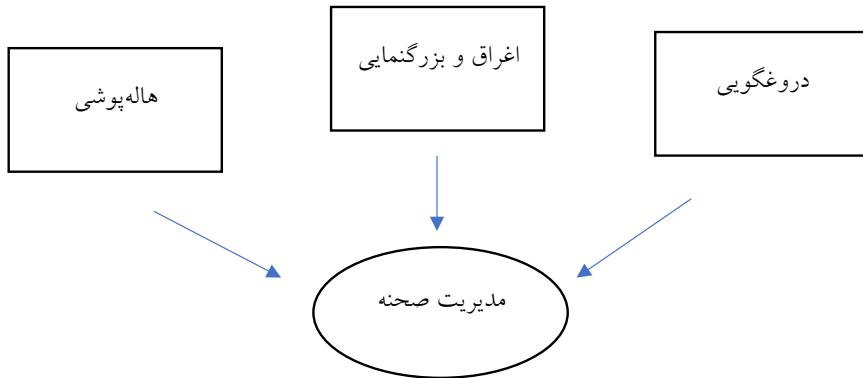 دروغگویی
اغراق و بزرگنمایی
هاله‌پوشی
مدیریت صحنه